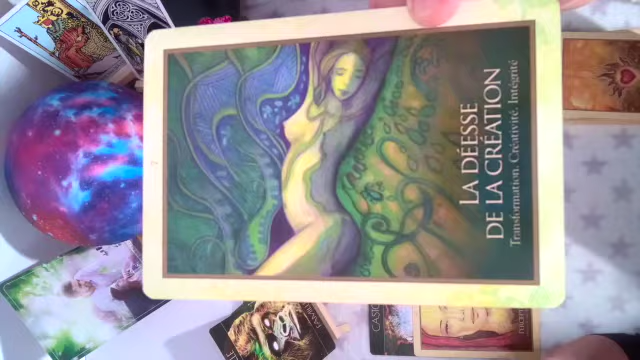 LA DÉESSE
DE LA CRÉATION
Transformation. Créativité. Intégrité